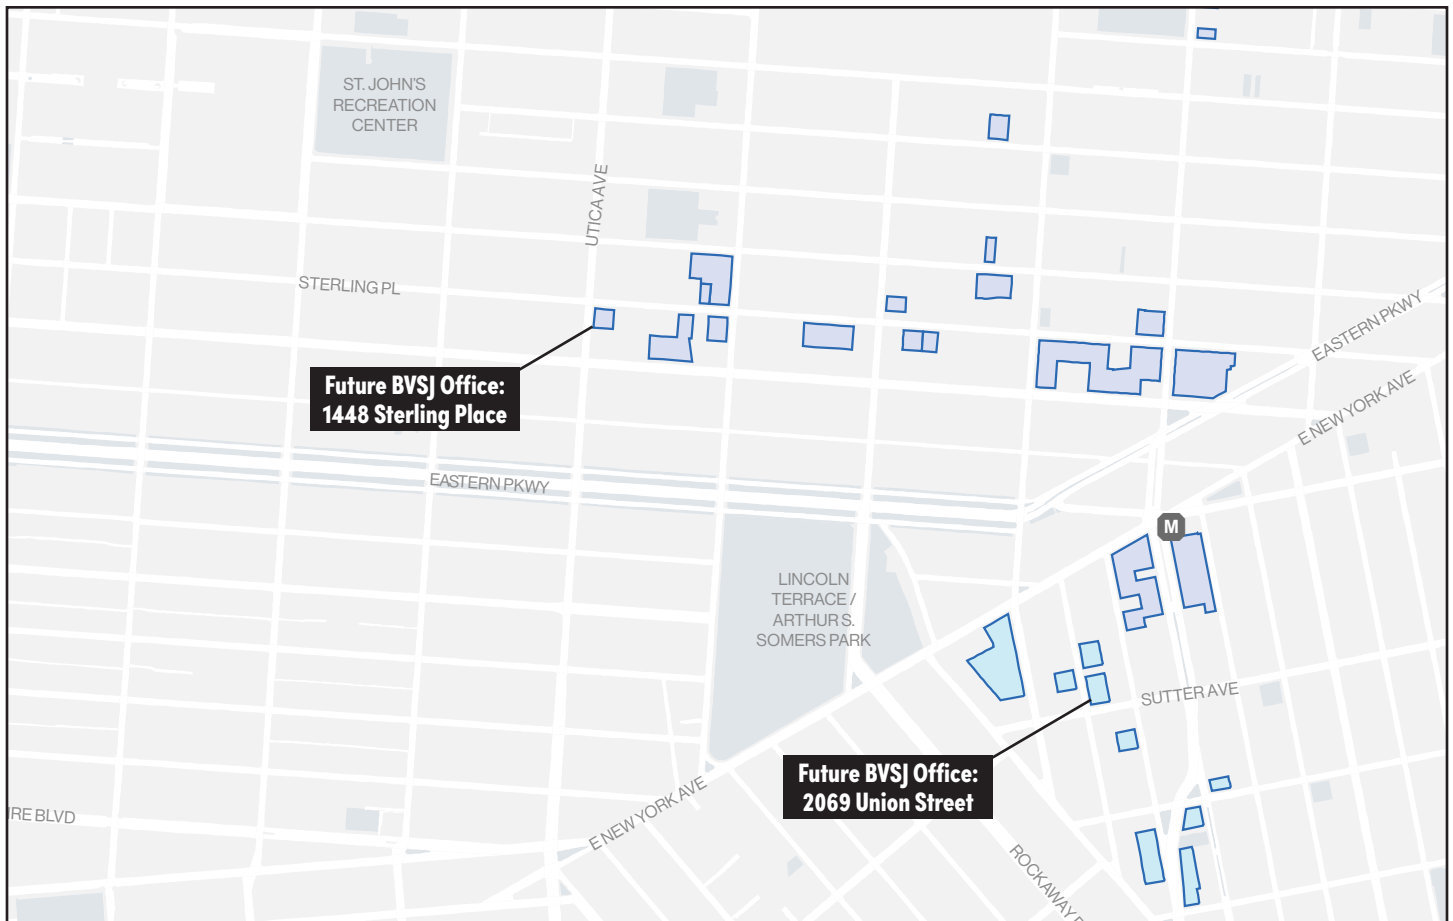 ST. JOHN'S
RECREATION
CENTER
UTICA AVE
STERLING PL
EASTERN PKWY
E NEW YORK AVE
Future BVSJ Office:
1448 Sterling Place
EASTERN PKWY
M
LINCOLN
TERRACE /
ARTHUR S.
SOMERS PARK
SUTTER AVE
Future BVSJ Office:
2069 Union Street
E NEW YORK AVE
IRE BLVD
ROCKAWAY